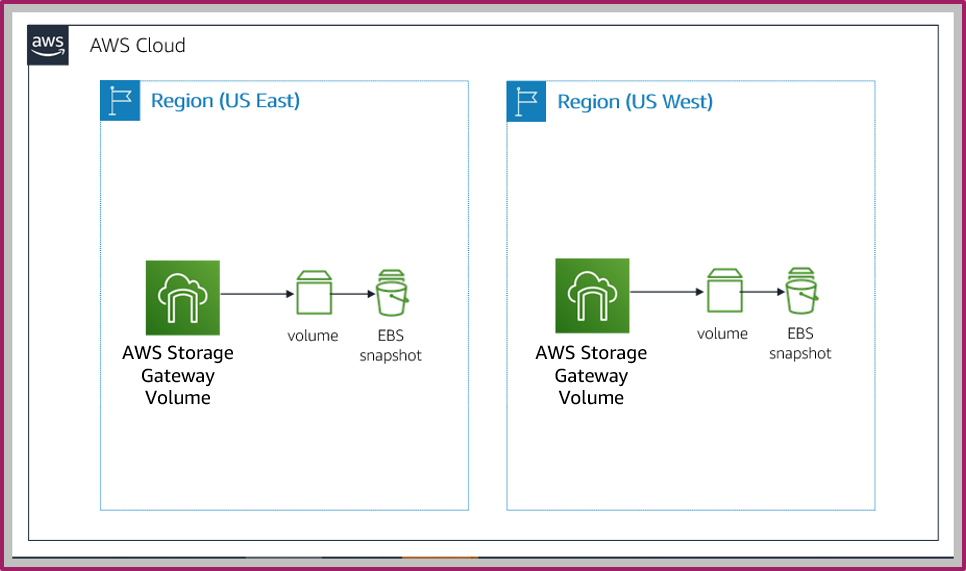 aws
AWS Cloud
Region (US East)
Region (US West)
volume
EBS
snapshot
AWS Storage
Gateway
Volume
volume
EBS
snapshot
AWS Storage
Gateway
Volume